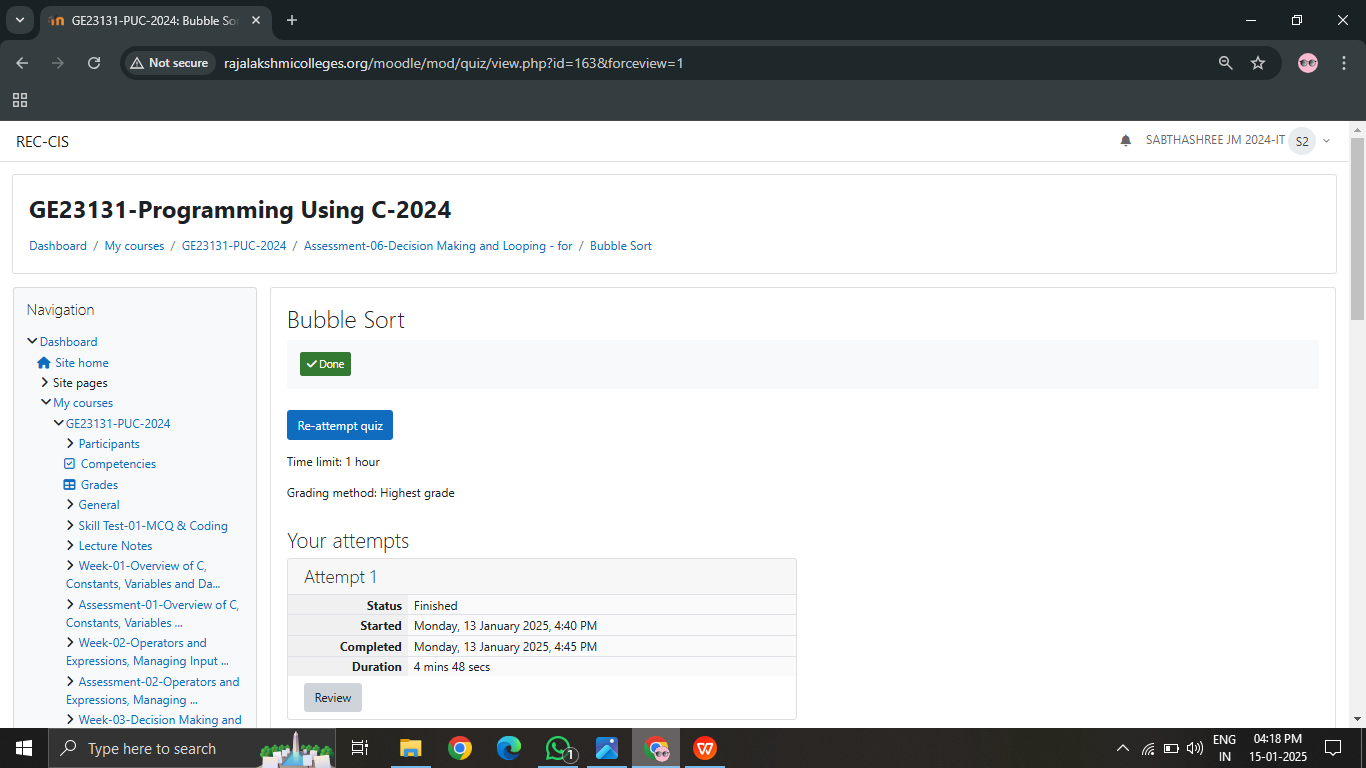 GE23131-PUC-2024: Bubble So
Not secure
rajalakshmicolleges.org/moodle/mod/quiz/view.php?id=163&forceview=1
REC-CIS
SABTHASHREE JM 2024-IT S2
GE23131-Programming Using C-2024
Dashboard / My courses / GE23131-PUC-2024 / Assessment-06-Decision Making and Looping - for / Bubble Sort
Navigation
Dashboard
Site home
Site pages
My courses
GE23131-PUC-2024
Participants
Competencies
Grades
General
Skill Test-01-MCQ & Coding
Lecture Notes
Week-01-Overview of C,
Constants, Variables and Da...
Assessment-01-Overview of C,
Constants, Variables ...
Week-02-Operators and
Expressions, Managing Input ...
Assessment-02-Operators and
Expressions, Managing ...
Week-03-Decision Making and
Bubble Sort
Done
Re-attempt quiz
Time limit: 1 hour
Grading method: Highest grade
Your attempts
Attempt 1
Status Finished
Started Monday, 13 January 2025, 4:40 PM
Completed Monday, 13 January 2025, 4:45 PM
Duration 4 mins 48 secs
Review
Type here to search
1
W
ENG
IN
04:18 PM
15-01-2025